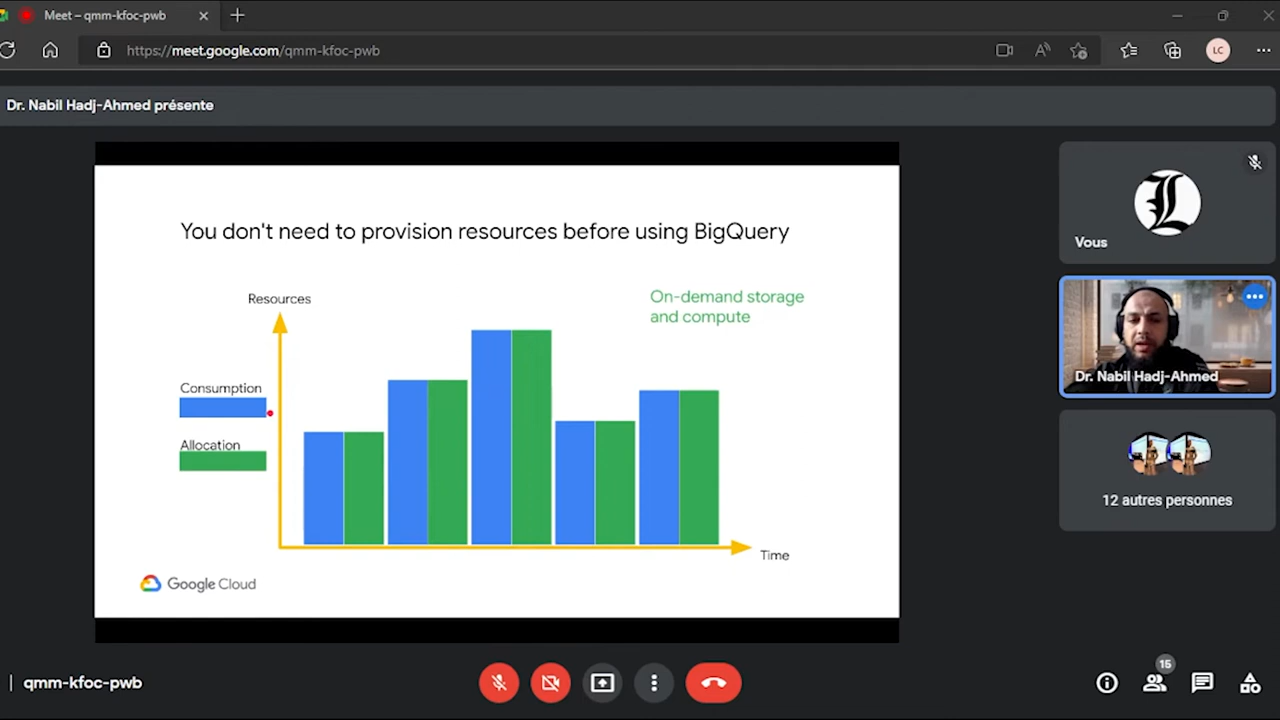 Meet – qmm-kfoc-pwb
https://meet.google.com/qmm-kfoc-pwb
LC
Dr. Nabil Hadj-Ahmed présente
You don't need to provision resources before using BigQuery
Resources
On-demand storage
and compute
Consumption
Allocation
Time
Google Cloud
L
Vous
Dr. Nabil Hadj-Ahmed
12 autres personnes
qmm-kfoc-pwb
15